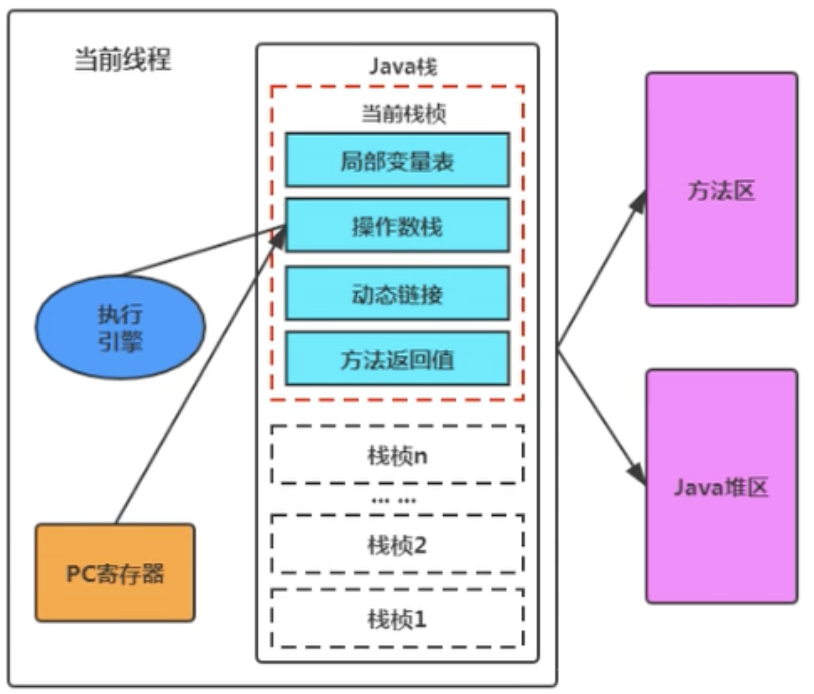 当前线程
Java栈
当前栈桢
局部变量表
操作数栈
动态链接
方法返回值
栈桢n
... ...
栈桢2
栈桢1
执行
引擎
PC寄存器
方法区
Java堆区